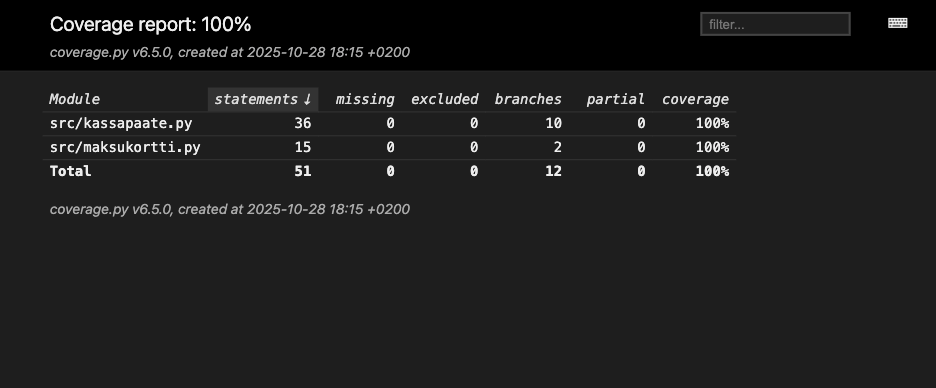 Coverage report: 100%
filter...
coverage.py v6.5.0, created at 2025-10-28 18:15 +0200
Module statements ↓ missing excluded branches partial coverage
src/kassapaate.py 36 0 0 10 0 100%
src/maksukortti.py 15 0 0 2 0 100%
Total 51 0 0 12 0 100%
coverage.py v6.5.0, created at 2025-10-28 18:15 +0200